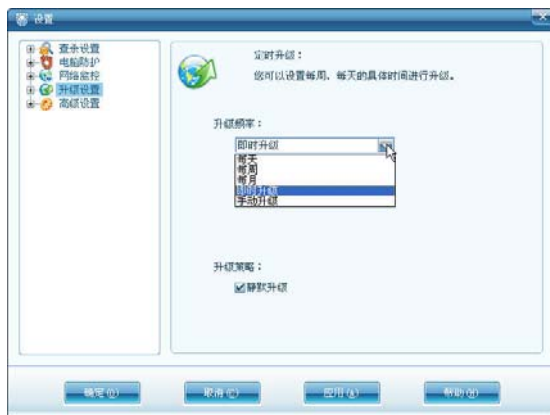 设置
查杀设置
电脑防护
网络监控
升级设置
高级设置
定时升级：
您可以设置每周、每天的具体时间进行升级。
升级频率：
即时升级
每天
每周
每月
即时升级
手动升级
升级策略：
静默升级
确定(O)
取消(C)
应用(A)
帮助(H)